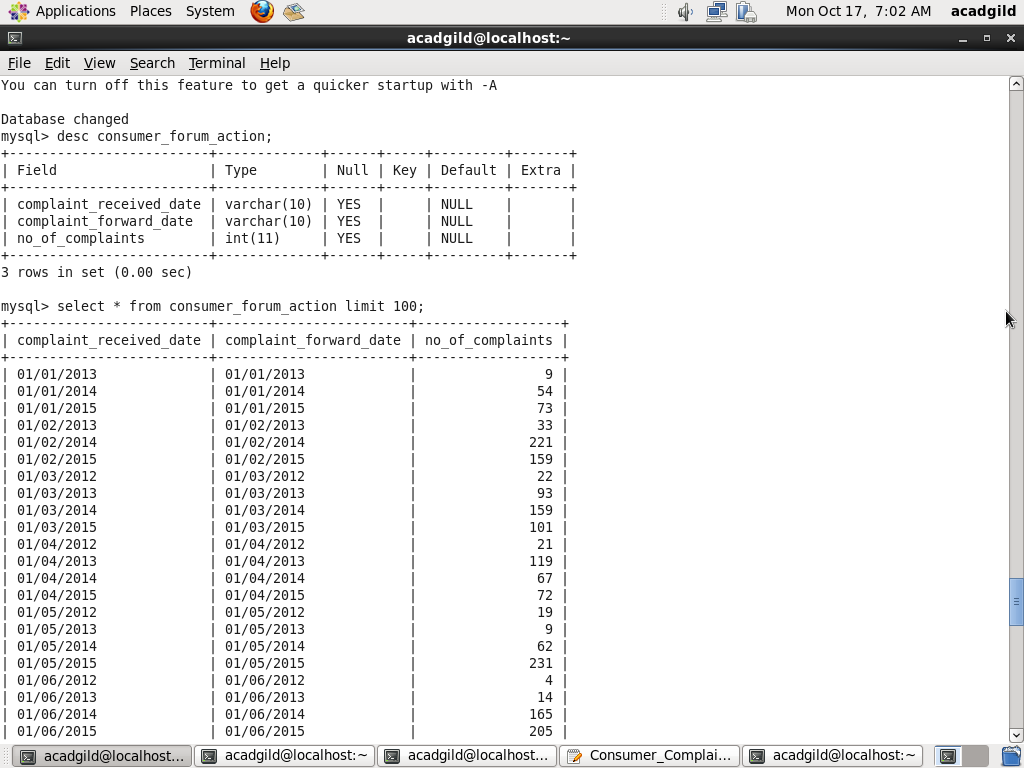 Applications Places System Mon Oct 17, 7:02 AM acadgild
acadgild@localhost:~
File Edit View Search Terminal Help
You can turn off this feature to get a quicker startup with -A
Database changed
mysql> desc consumer_forum_action;
+-------------------------+-------------+------+-----+---------+-------+
| Field | Type | Null | Key | Default | Extra |
+-------------------------+-------------+------+-----+---------+-------+
| complaint_received_date | varchar(10) | YES | | NULL | |
| complaint_forward_date | varchar(10) | YES | | NULL | |
| no_of_complaints | int(11) | YES | | NULL | |
+-------------------------+-------------+------+-----+---------+-------+
3 rows in set (0.00 sec)
mysql> select * from consumer_forum_action limit 100;
+-------------------------+------------------------+------------------+
| complaint_received_date | complaint_forward_date | no_of_complaints |
+-------------------------+------------------------+------------------+
| 01/01/2013 | 01/01/2013 | 9 |
| 01/01/2014 | 01/01/2014 | 54 |
| 01/01/2015 | 01/01/2015 | 73 |
| 01/02/2013 | 01/02/2013 | 33 |
| 01/02/2014 | 01/02/2014 | 221 |
| 01/02/2015 | 01/02/2015 | 159 |
| 01/03/2012 | 01/03/2012 | 22 |
| 01/03/2013 | 01/03/2013 | 93 |
| 01/03/2014 | 01/03/2014 | 159 |
| 01/03/2015 | 01/03/2015 | 101 |
| 01/04/2012 | 01/04/2012 | 21 |
| 01/04/2013 | 01/04/2013 | 119 |
| 01/04/2014 | 01/04/2014 | 67 |
| 01/04/2015 | 01/04/2015 | 72 |
| 01/05/2012 | 01/05/2012 | 19 |
| 01/05/2013 | 01/05/2013 | 9 |
| 01/05/2014 | 01/05/2014 | 62 |
| 01/05/2015 | 01/05/2015 | 231 |
| 01/06/2012 | 01/06/2012 | 4 |
| 01/06/2013 | 01/06/2013 | 14 |
| 01/06/2014 | 01/06/2014 | 165 |
| 01/06/2015 | 01/06/2015 | 205 |
acadgild@localhost... acadgild@localhost:~ acadgild@localhost... Consumer_Complai... acadgild@localhost:~